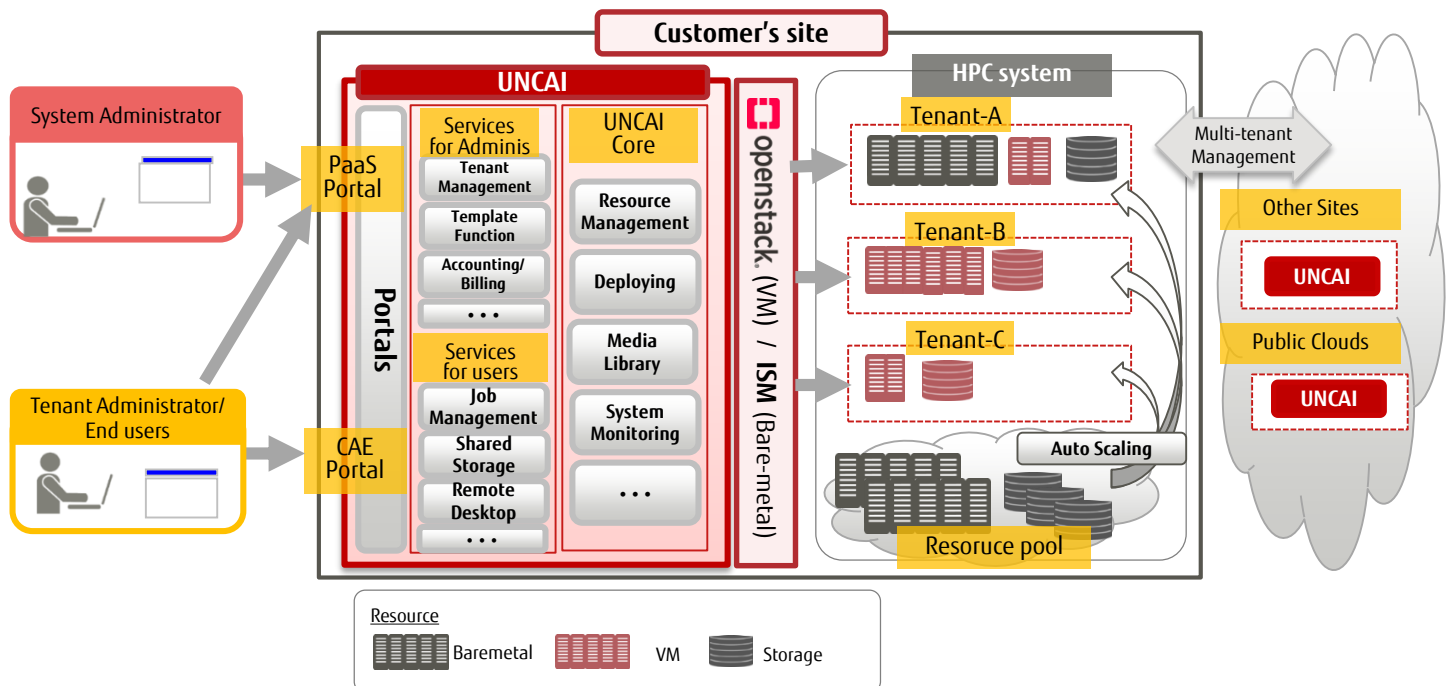 Customer's site
System Administrator
Tenant Administrator/
End users
PaaS
Portal
CAE
Portal
UNCAI
Portals
Services
for Adminis
Tenant
Management
Template
Function
Accounting/
Billing
...
Services
for users
Job
Management
Shared
Storage
Remote
Desktop
...
UNCAI
Core
Resource
Management
Deploying
Media
Library
System
Monitoring
...
openstack. (VM) / ISM (Bare-metal)
HPC system
Tenant-A
Tenant-B
Tenant-C
Auto Scaling
Resoruce pool
Multi-tenant
Management
Other Sites
UNCAI
Public Clouds
UNCAI
Resource
Baremetal
VM
Storage